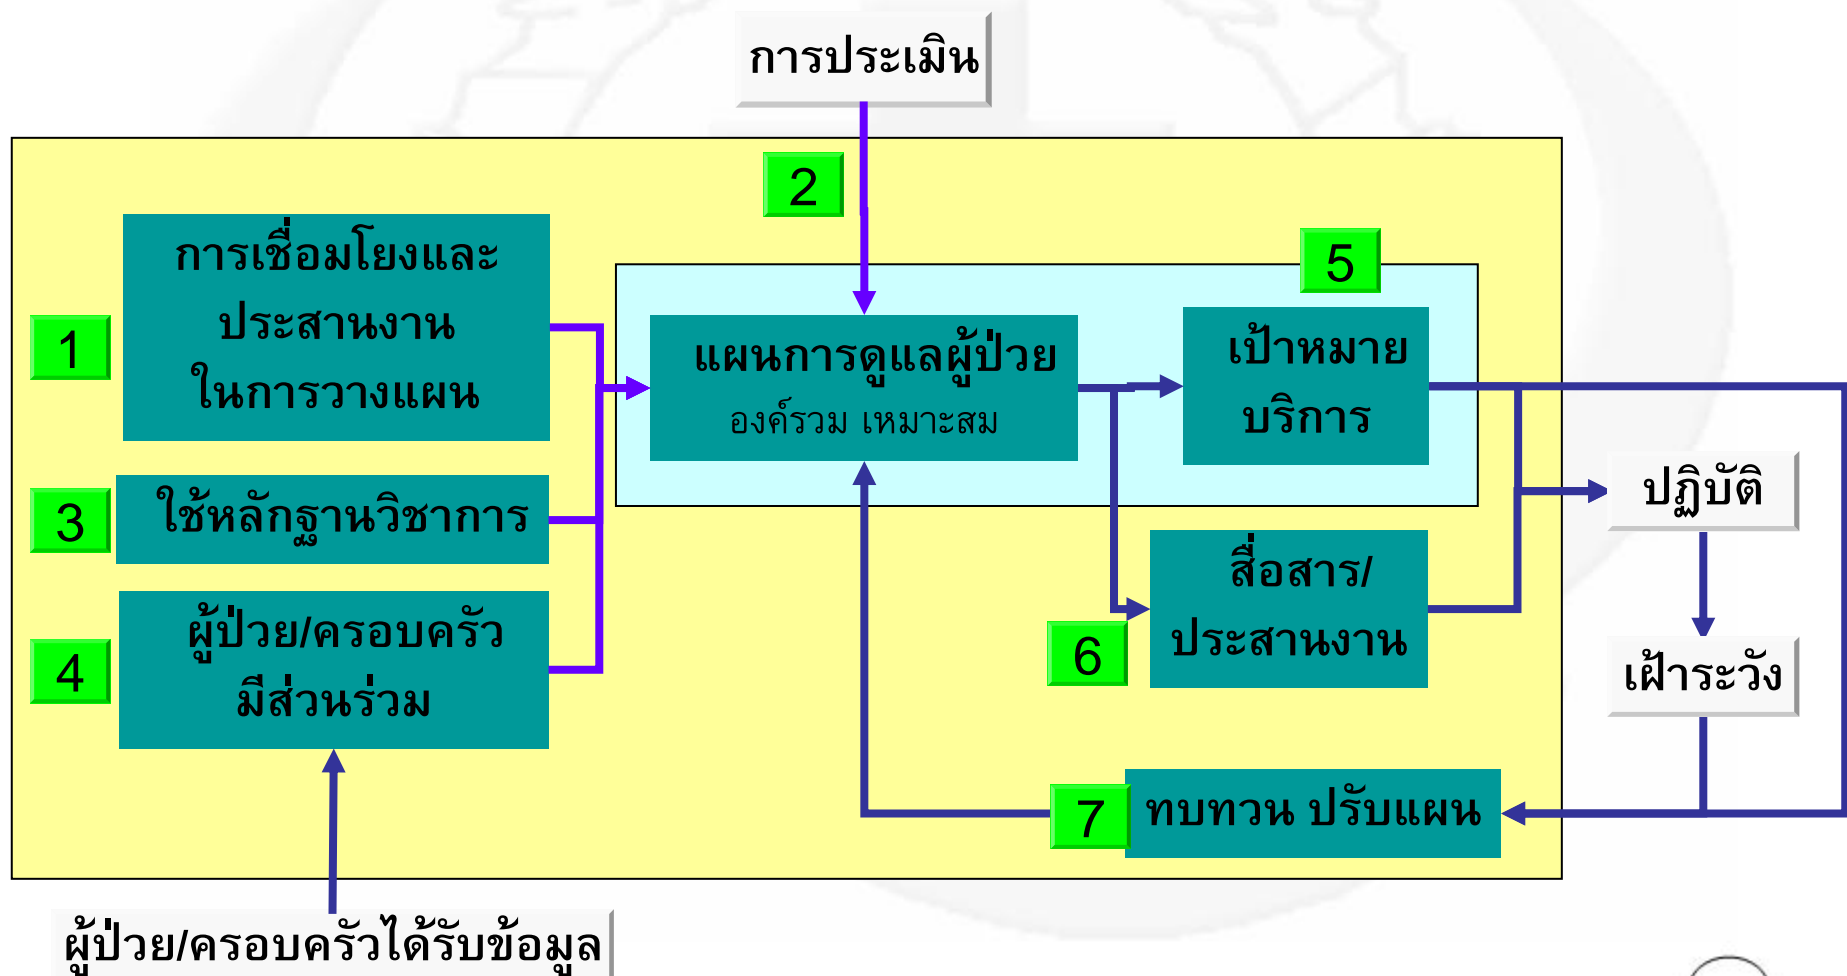 การประเมิน
2
การเชื่อมโยงและ
ประสานงาน
ในการวางแผน
1
5
แผนการดูแลผู้ป่วย
องค์รวม เหมาะสม
เป้าหมาย
บริการ
3
ใช้หลักฐานวิชาการ
ปฏิบัติ
4
ผู้ป่วย/ครอบครัว
มีส่วนร่วม
สื่อสาร/
ประสานงาน
6
เฝ้าระวัง
7
ทบทวน ปรับแผน
ผู้ป่วย/ครอบครัวได้รับข้อมูล